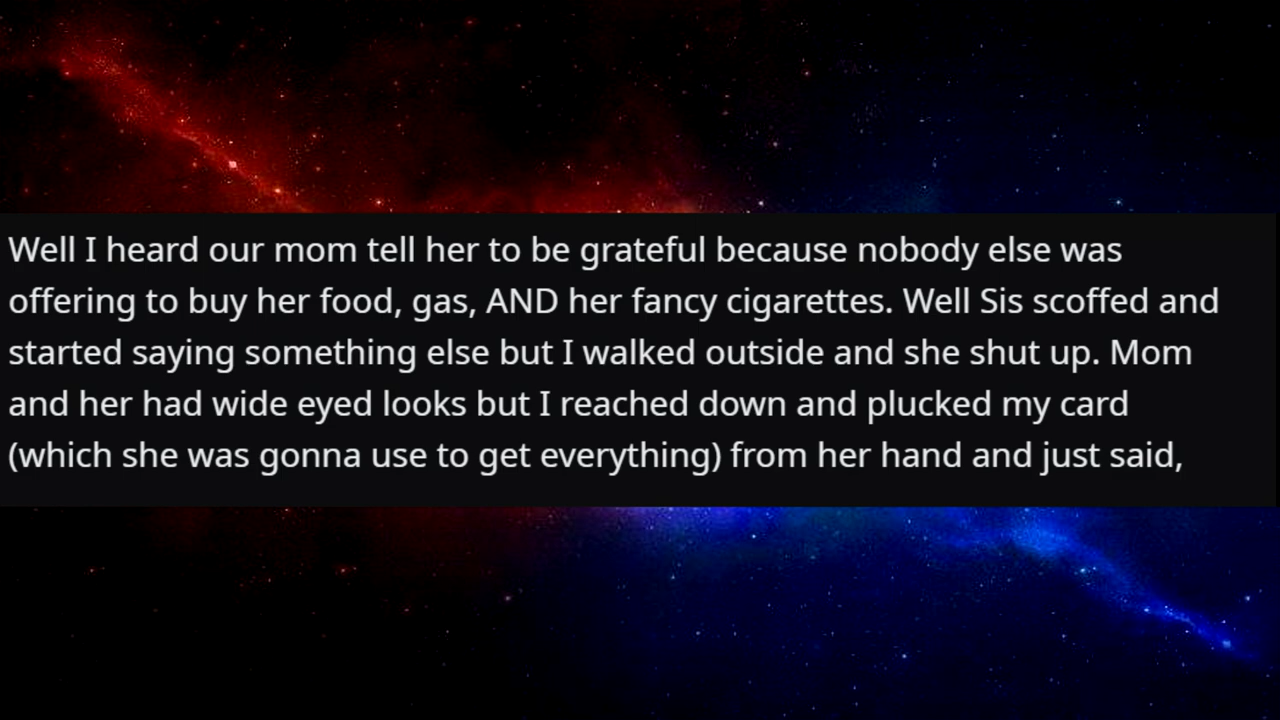 Well I heard our mom tell her to be grateful because nobody else was
offering to buy her food, gas, AND her fancy cigarettes. Well Sis scoffed and
started saying something else but I walked outside and she shut up. Mom
and her had wide eyed looks but I reached down and plucked my card
(which she was gonna use to get everything) from her hand and just said,